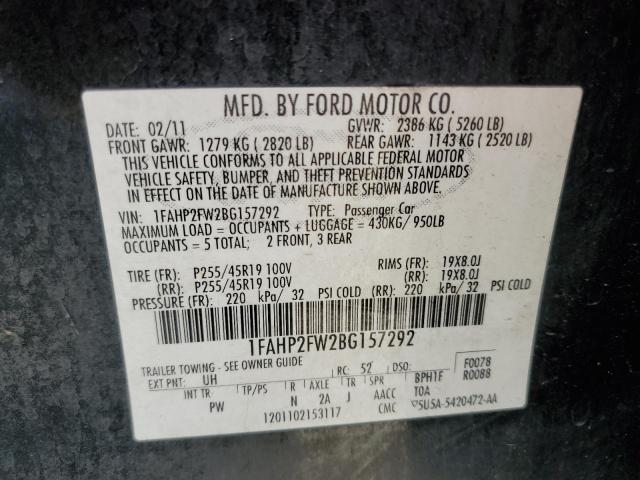 MFD. BY FORD MOTOR CO.
DATE: 02/11 GVWR: 2386 KG ( 5260 LB)
FRONT GAWR: 1279 KG ( 2820 LB) REAR GAWR: 1143 KG ( 2520 LB)
THIS VEHICLE CONFORMS TO ALL APPLICABLE FEDERAL MOTOR
VEHICLE SAFETY, BUMPER, AND THEFT PREVENTION STANDARDS
IN EFFECT ON THE DATE OF MANUFACTURE SHOWN ABOVE.
VIN: 1FAHP2FW2BG157292 TYPE: Passenger Car
MAXIMUM LOAD = OCCUPANTS + LUGGAGE = 430KG/ 950LB
OCCUPANTS = 5 TOTAL; 2 FRONT, 3 REAR
TIRE (FR): P255/45R19 100V RIMS (FR): 19X8.0J
(RR): P255/45R19 100V (RR): 19X8.0J
PRESSURE (FR): 220 kPa/ 32 PSI COLD (RR): 220 kPa/ 32 PSI COLD
1FAHP2FW2BG157292
TRAILER TOWING - SEE OWNER GUIDE
EXT PNT: UH RC: 52 DSO: F0078
INT TR TP/PS R AXLE TR SPR BPH1F R0088
PW N 2A J AACC TOA
1201102153117 CMC ▽5U5A-5420472-AA